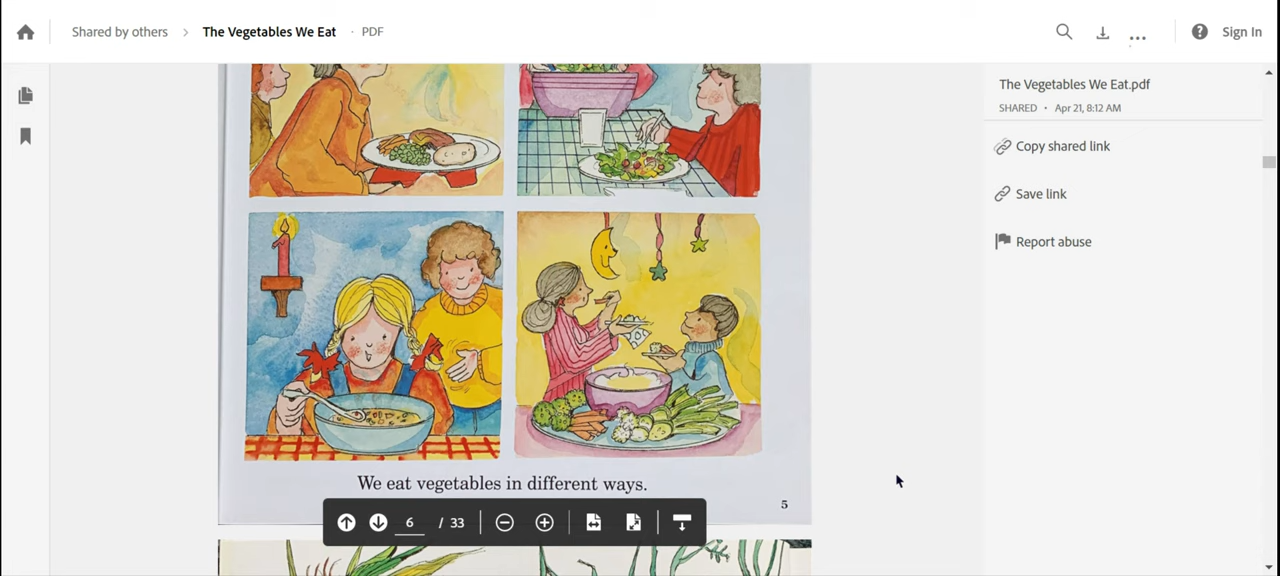 Shared by others > The Vegetables We Eat · PDF
... ? Sign In
The Vegetables We Eat.pdf
SHARED • Apr 21, 8:12 AM
Copy shared link
Save link
Report abuse
We eat vegetables in different ways.
5
6 / 33